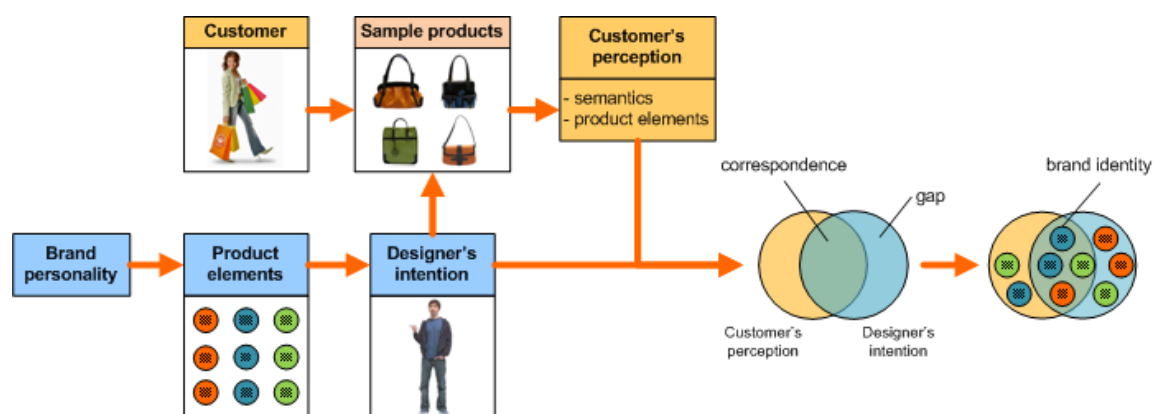 Customer
Sample products
Customer's
perception
- semantics
- product elements
Brand
personality
Product
elements
Designer's
intention
correspondence
gap
brand identity
Customer's
perception
Designer's
intention